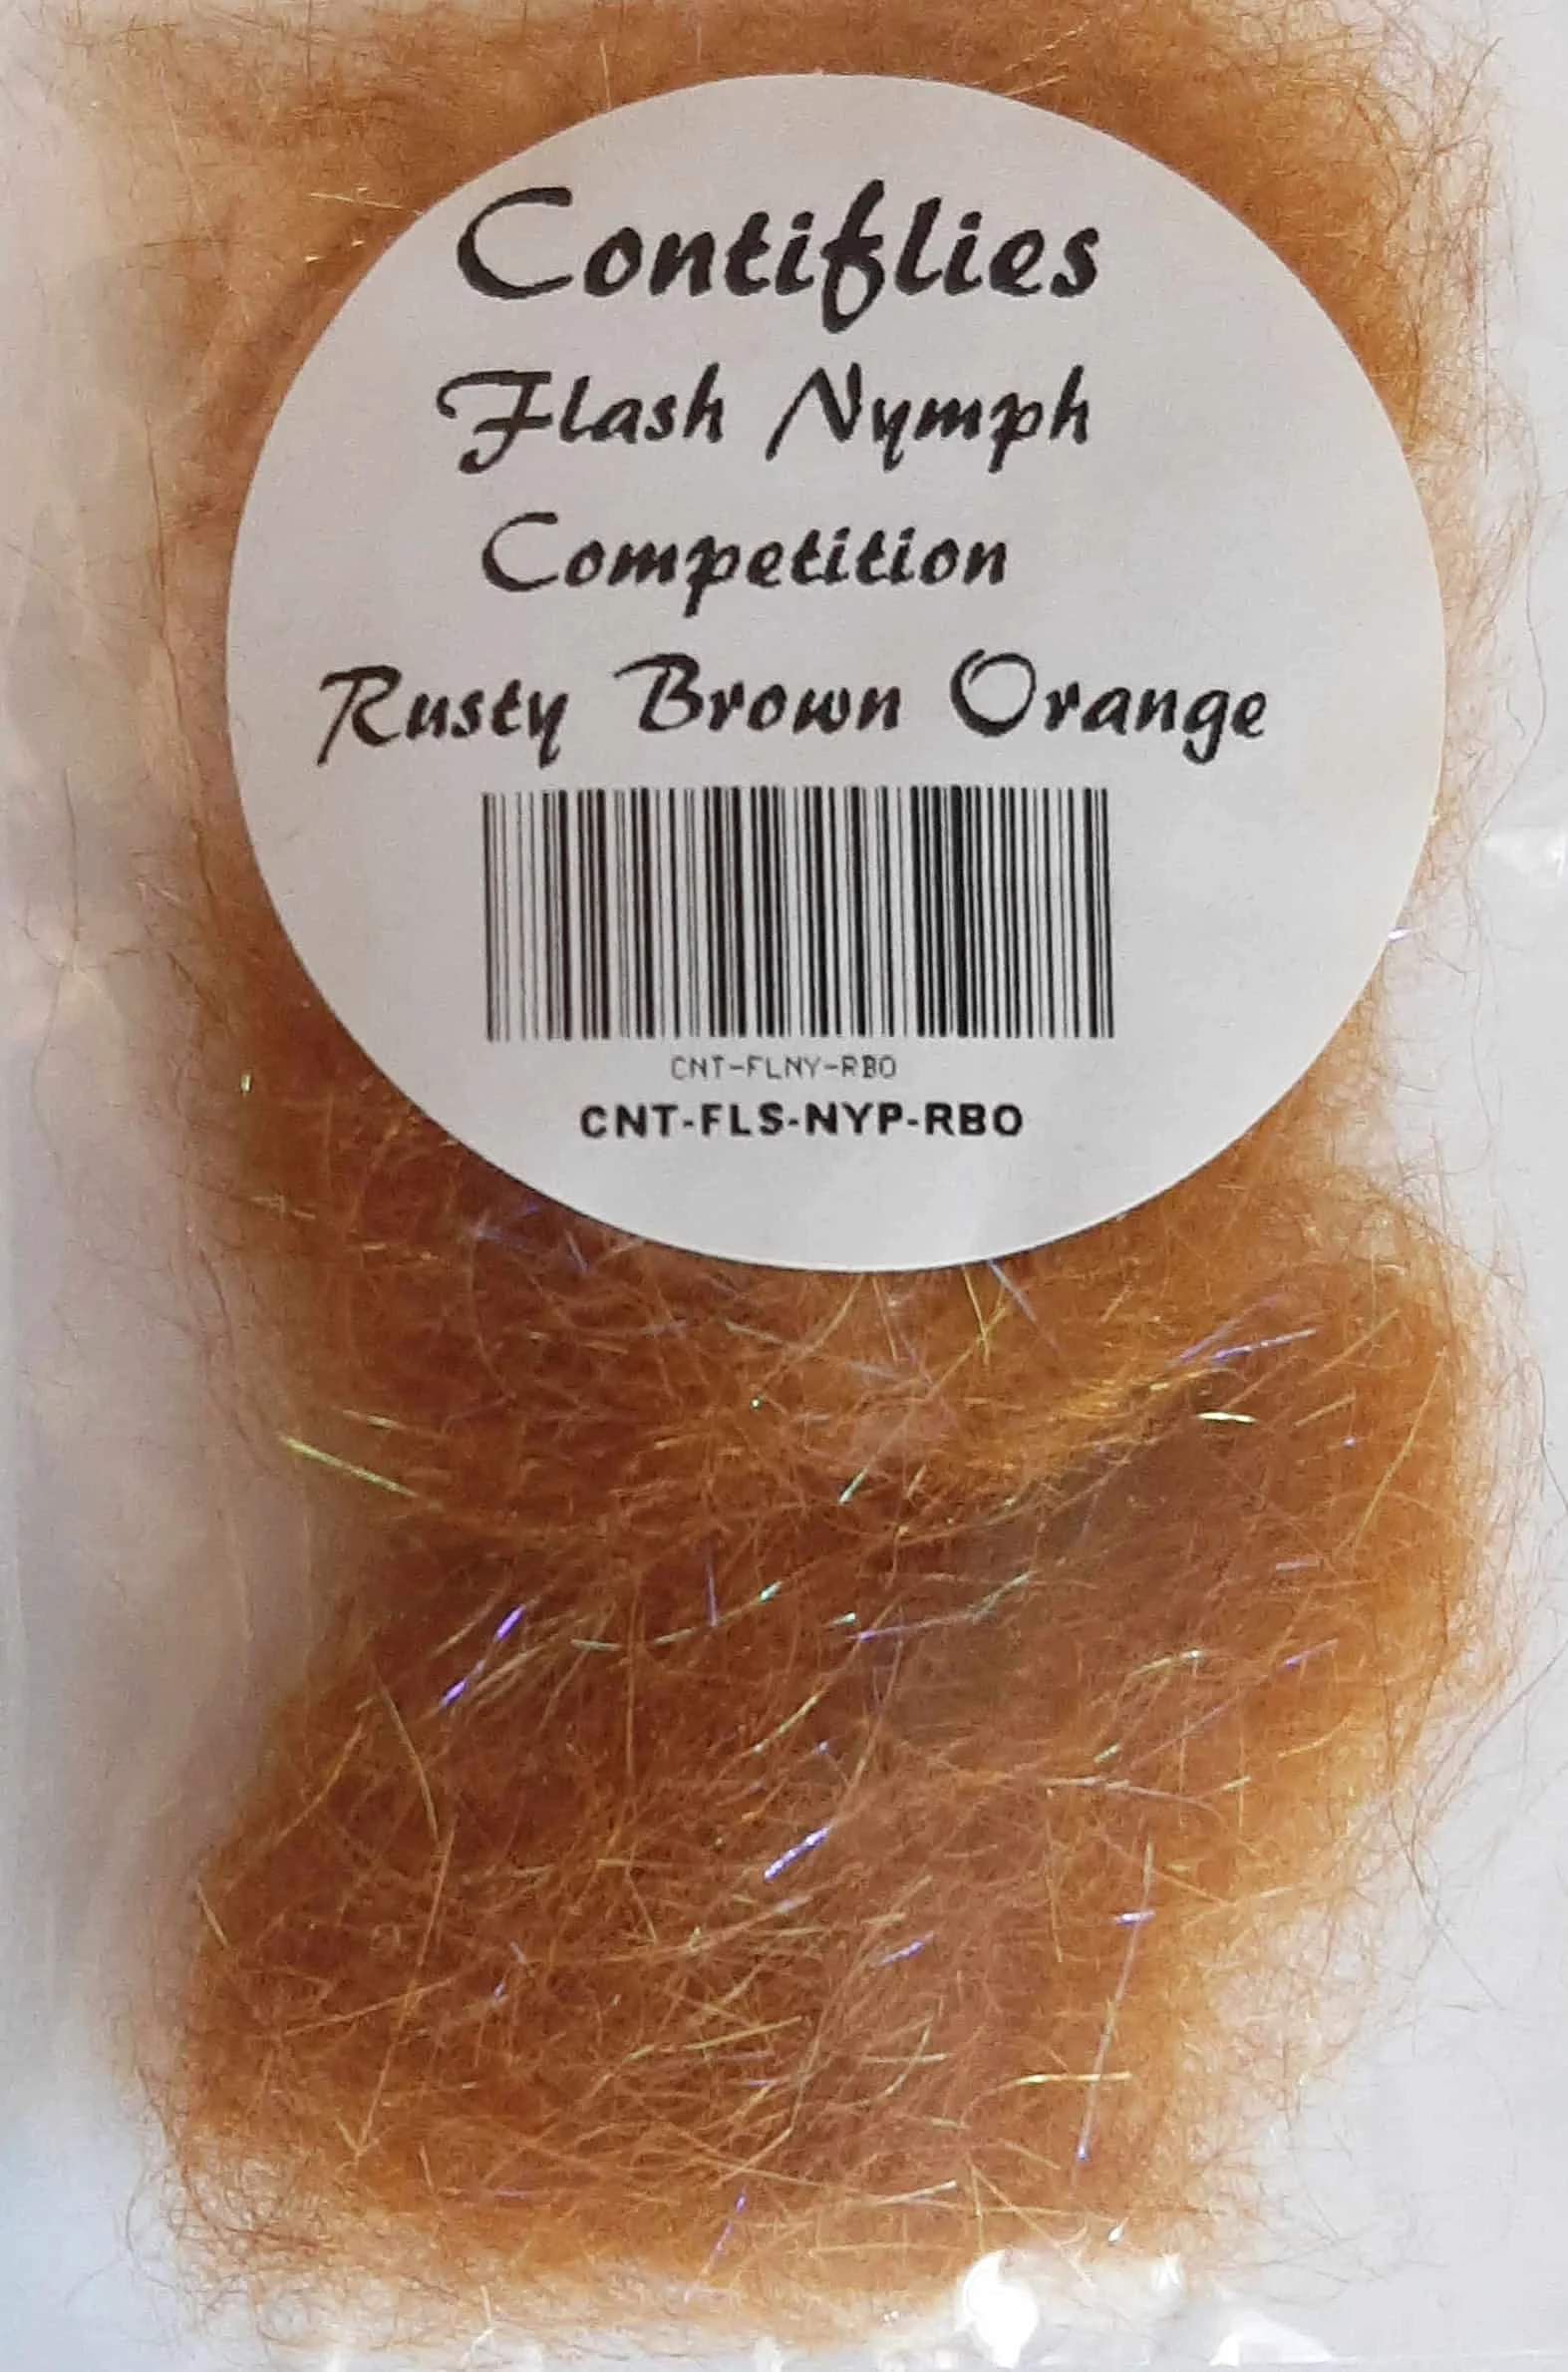 Contiflies
Flash Nymph
Competition
Rusty Brown Orange
CNT-FLNY-RBO
CNT-FLS-NYP-RBO